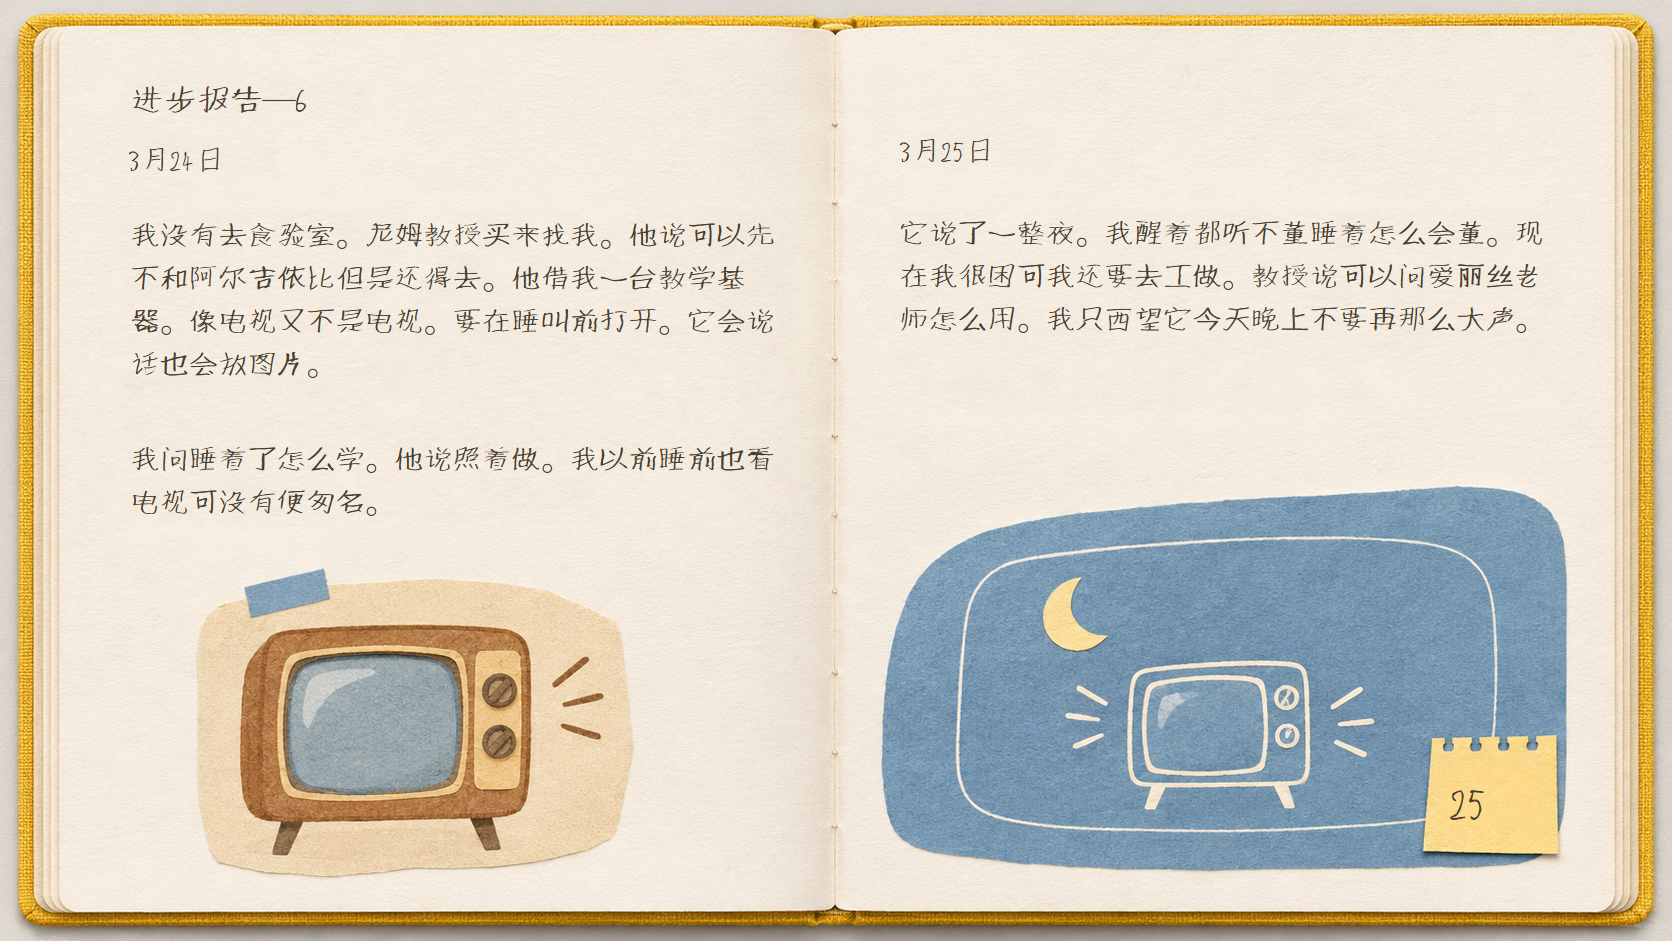 进步报告—6
3月24日
我没有去食验室。尼姆教授买来找我。他说可以先
不和阿尔吉侬比但是还得去。他借我一台教学基
器。像电视又不是电视。要在睡叫前打开。它会说
话也会放图片。
我问睡着了怎么学。他说照着做。我以前睡前也看
电视可没有便匆名。
3月25日
它说了一整夜。我醒着都听不董睡着怎么会董。现
在我很困可我还要去工做。教授说可以问爱丽丝老
师怎么用。我只西望它今天晚上不要再那么大声。
25